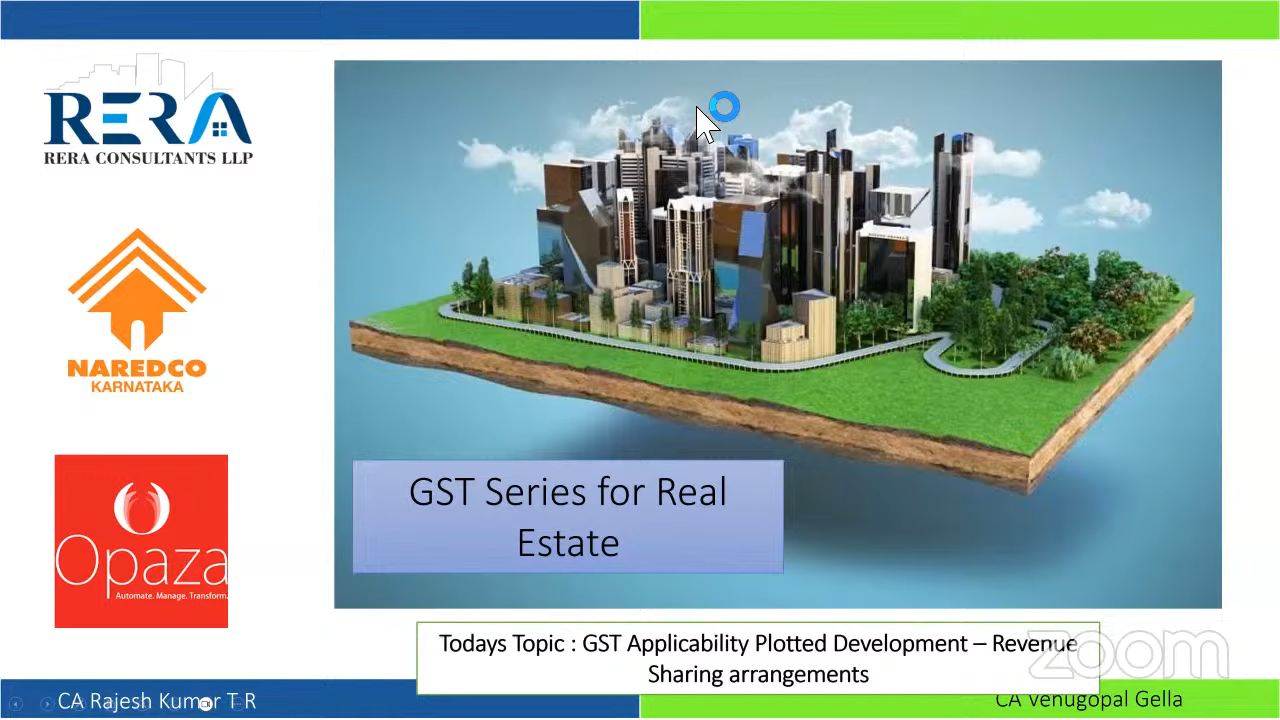 RERA
RERA CONSULTANTS LLP
NAREDCO
KARNATAKA
Opaza
Automate. Manage. Transform.
GST Series for Real
Estate
Todays Topic : GST Applicability Plotted Development – Revenue
Sharing arrangements
zoom
CA Rajesh Kumar T R
CA Venugopal Gella